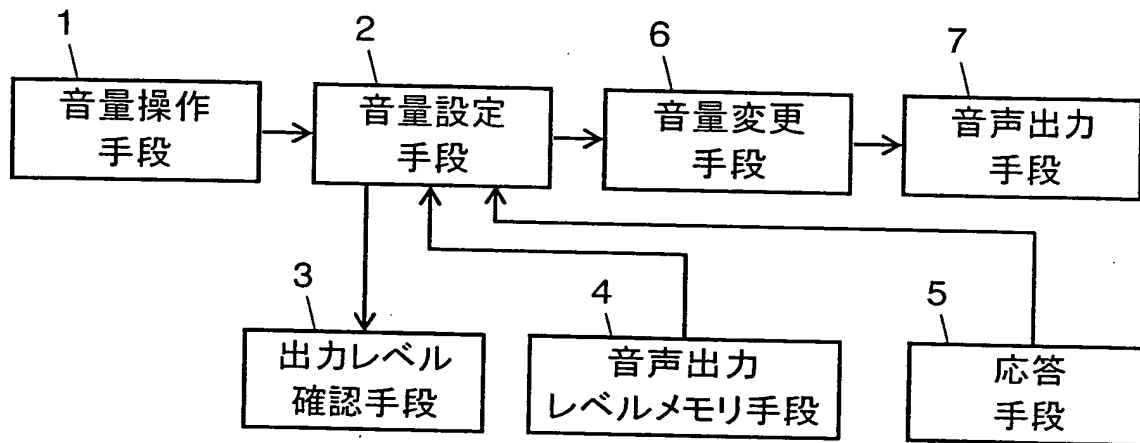 1
音量操作
手段
2
音量設定
手段
6
音量変更
手段
7
音声出力
手段
3
出力レベル
確認手段
4
音声出力
レベルメモリ手段
5
応答
手段